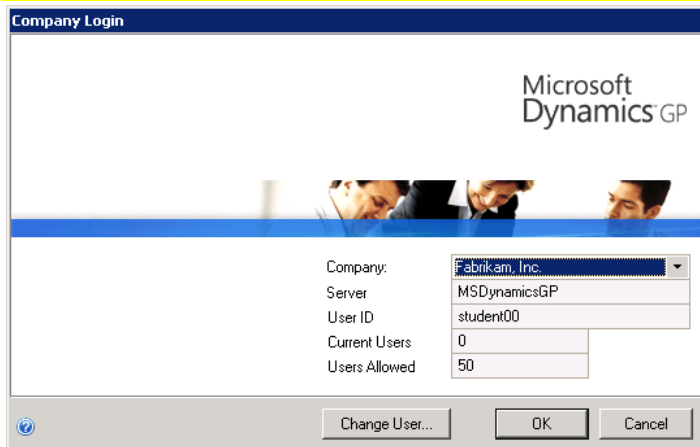 Company Login
Microsoft
Dynamics GP
Company: Fabrikam, Inc.
Server MSDynamicsGP
User ID student00
Current Users 0
Users Allowed 50
? Change User... OK Cancel